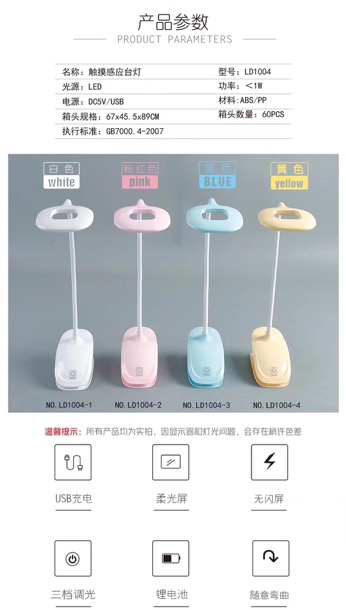 产品参数
PRODUCT PARAMETERS
名称：触摸感应台灯
型号：LD1004
光源：LED
功率：＜1W
电源：DC5V/USB
材料:ABS/PP
箱头规格：67x45.5x89CM
箱头数量：60PCS
执行标准：GB7000.4-2007
白色
white
粉红色
pink
蓝色
BLUE
黄色
yellow
NO. LD1004-1
NO. LD1004-2
NO. LD1004-3
NO. LD1004-4
温馨提示：所有产品均为实拍，因显示器和灯光问题，会存在稍许色差
USB充电
柔光屏
无闪屏
三档调光
锂电池
随意弯曲